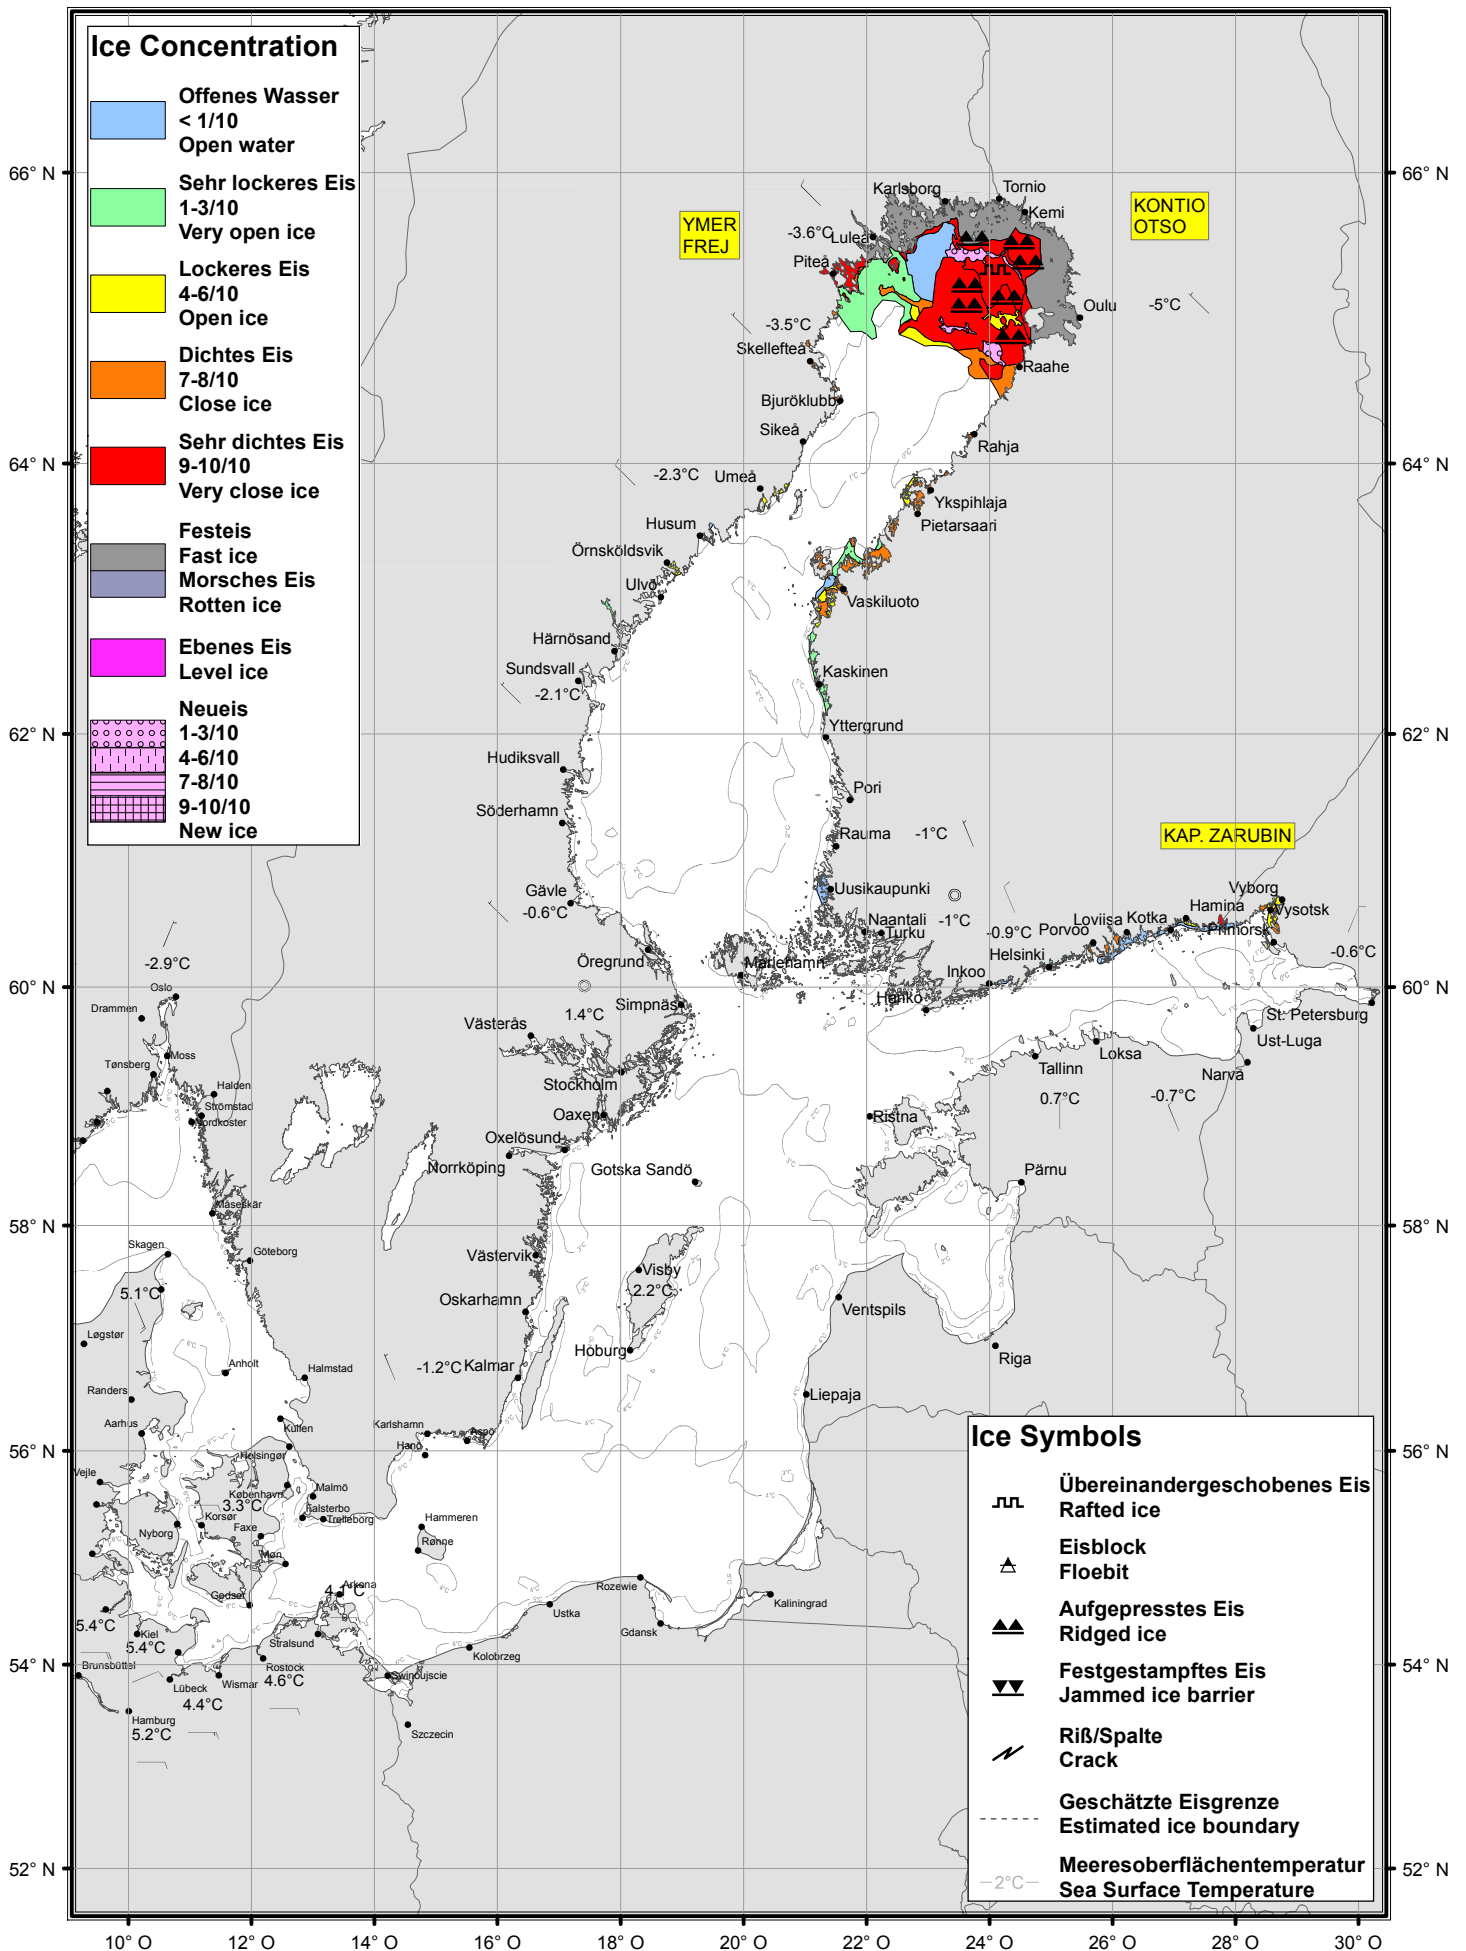 Ice Concentration
Offenes Wasser
< 1/10
Open water
Sehr lockeres Eis
1-3/10
Very open ice
Lockeres Eis
4-6/10
Open ice
Dichtes Eis
7-8/10
Close ice
Sehr dichtes Eis
9-10/10
Very close ice
Festeis
Fast ice
Morsches Eis
Rotten ice
Ebenes Eis
Level ice
Neueis
1-3/10
4-6/10
7-8/10
9-10/10
New ice
66° N
66° N
64° N
64° N
62° N
62° N
60° N
60° N
58° N
58° N
56° N
56° N
54° N
54° N
52° N
52° N
YMER
FREJ
KONTIO
OTSO
KAP. ZARUBIN
Karlsborg
Tornio
Kemi
-3.6°C
Luleå
Piteå
Oulu
-5°C
-3.5°C
Skellefteå
Raahe
Bjuröklubb
Sikeå
Rahja
-2.3°C
Umeå
Ykspihlaja
Pietarsaari
Husum
Örnsköldsvik
Ulvö
Vaskiluoto
Härnösand
Sundsvall
-2.1°C
Kaskinen
Yttergrund
Hudiksvall
Pori
Söderhamn
Rauma
-1°C
Gävle
-0.6°C
Uusikaupunki
Naantali
-1°C
Turku
-0.9°C
Porvoo
Loviisa
Kotka
Hamina
Vyborg
Vysotsk
Primorsk
-0.6°C
Helsinki
Inkoo
Hanko
Mariehamn
Öregrund
-2.9°C
Oslo
Drammen
Simpnäs
1.4°C
Västerås
St. Petersburg
Ust-Luga
Narva
Loksa
Tallinn
0.7°C
-0.7°C
Moss
Tønsberg
Halden
Strömstad
Nordkoster
Stockholm
Oaxen
Oxelösund
Norrköping
Ristna
Gotska Sandö
Pärnu
Måseskär
Skagen
Göteborg
5.1°C
Västervik
Visby
2.2°C
Oskarhamn
Ventspils
Løgstør
Hoburg
Riga
Anholt
Halmstad
-1.2°C
Kalmar
Randers
Liepaja
Aarhus
Kullen
Karlshamn
Aspö
Hanö
Helsingør
Vejle
København
Malmö
3.3°C
Falsterbo
Trelleborg
Korsør
Nyborg
Faxe
Hammeren
Rønne
Møn
Gedser
Arkona
4.1°C
Rozewie
Kaliningrad
Ustka
Gdansk
5.4°C
Kiel
5.4°C
Stralsund
Kolobrzeg
Brunsbüttel
Rostock
4.6°C
Swinoujscie
Lübeck
Wismar
4.4°C
Hamburg
5.2°C
Szczecin
Ice Symbols
Übereinandergeschobenes Eis
Rafted ice
Eisblock
Floebit
Aufgepresstes Eis
Ridged ice
Festgestampftes Eis
Jammed ice barrier
Riß/Spalte
Crack
Geschätzte Eisgrenze
Estimated ice boundary
2°C
Meeresoberflächentemperatur
Sea Surface Temperature
10° O
12° O
14° O
16° O
18° O
20° O
22° O
24° O
26° O
28° O
30° O